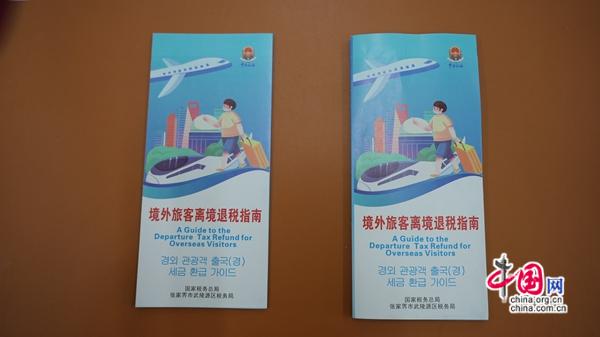 境外旅客离境退税指南
A Guide to the
Departure Tax Refund for
Overseas Visitors
경외 관광객 출국(경)
세금 환급 가이드
国家税务总局
张家界市武陵源区税务局
境外旅客离境退税指南
A Guide to the
Departure Tax Refund for
Overseas Visitors
경외 관광객 출국(경)
세금 환급 가이드
国家税务总局
张家界市武陵源区税务局
中国网
china.org.cn
china.com.cn